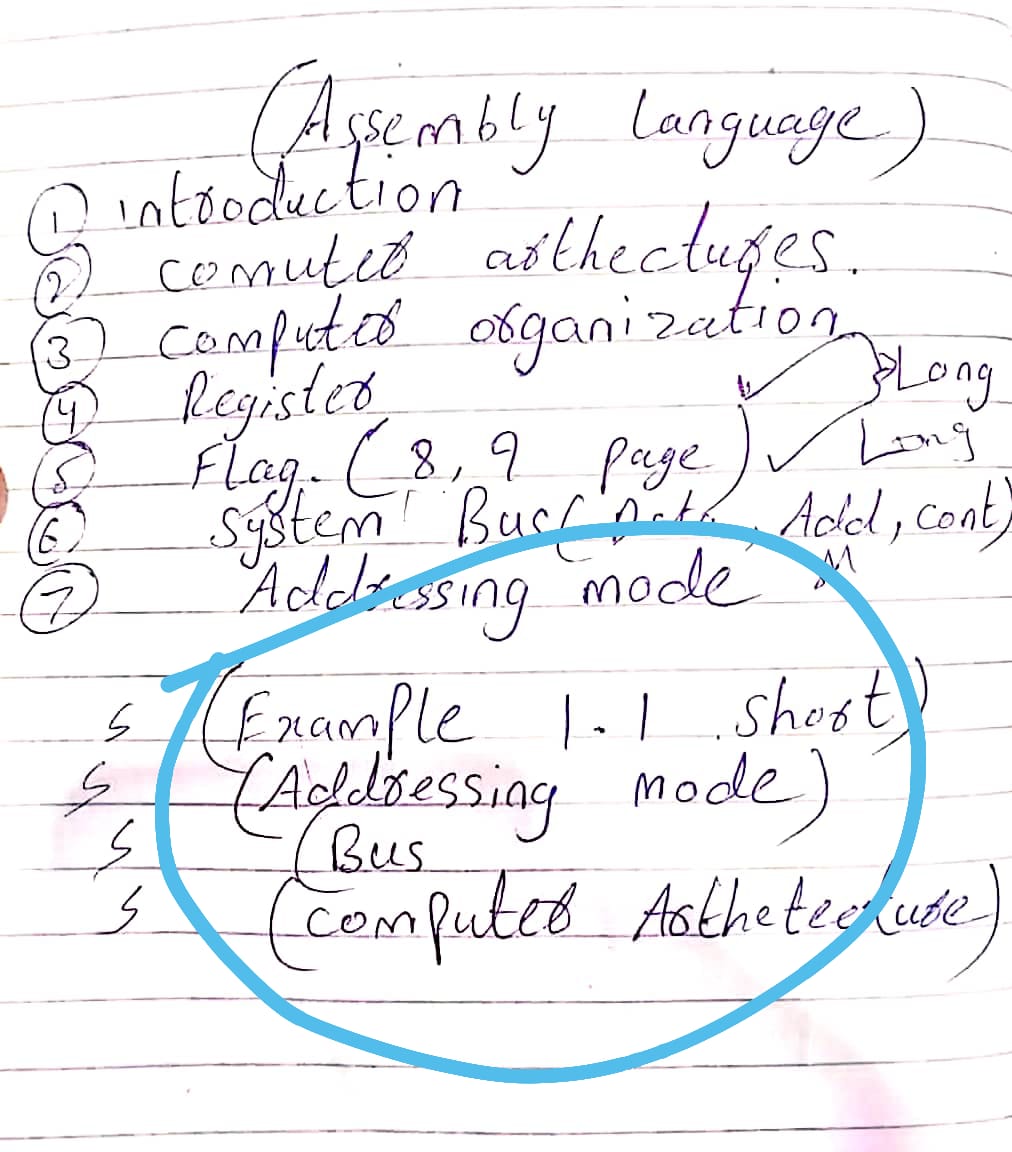 (Assembly language)
① introduction
② comuter arthectures.
③ computer organization
Long
④ Register
⑤ Flag. (8, 9 page) Long
⑥ System Bus( Data, Add, cont)
⑦ Addressing mode
S (Example 1.1 short)
S (Addressing mode)
S (Bus
S (computer Artheteecture)